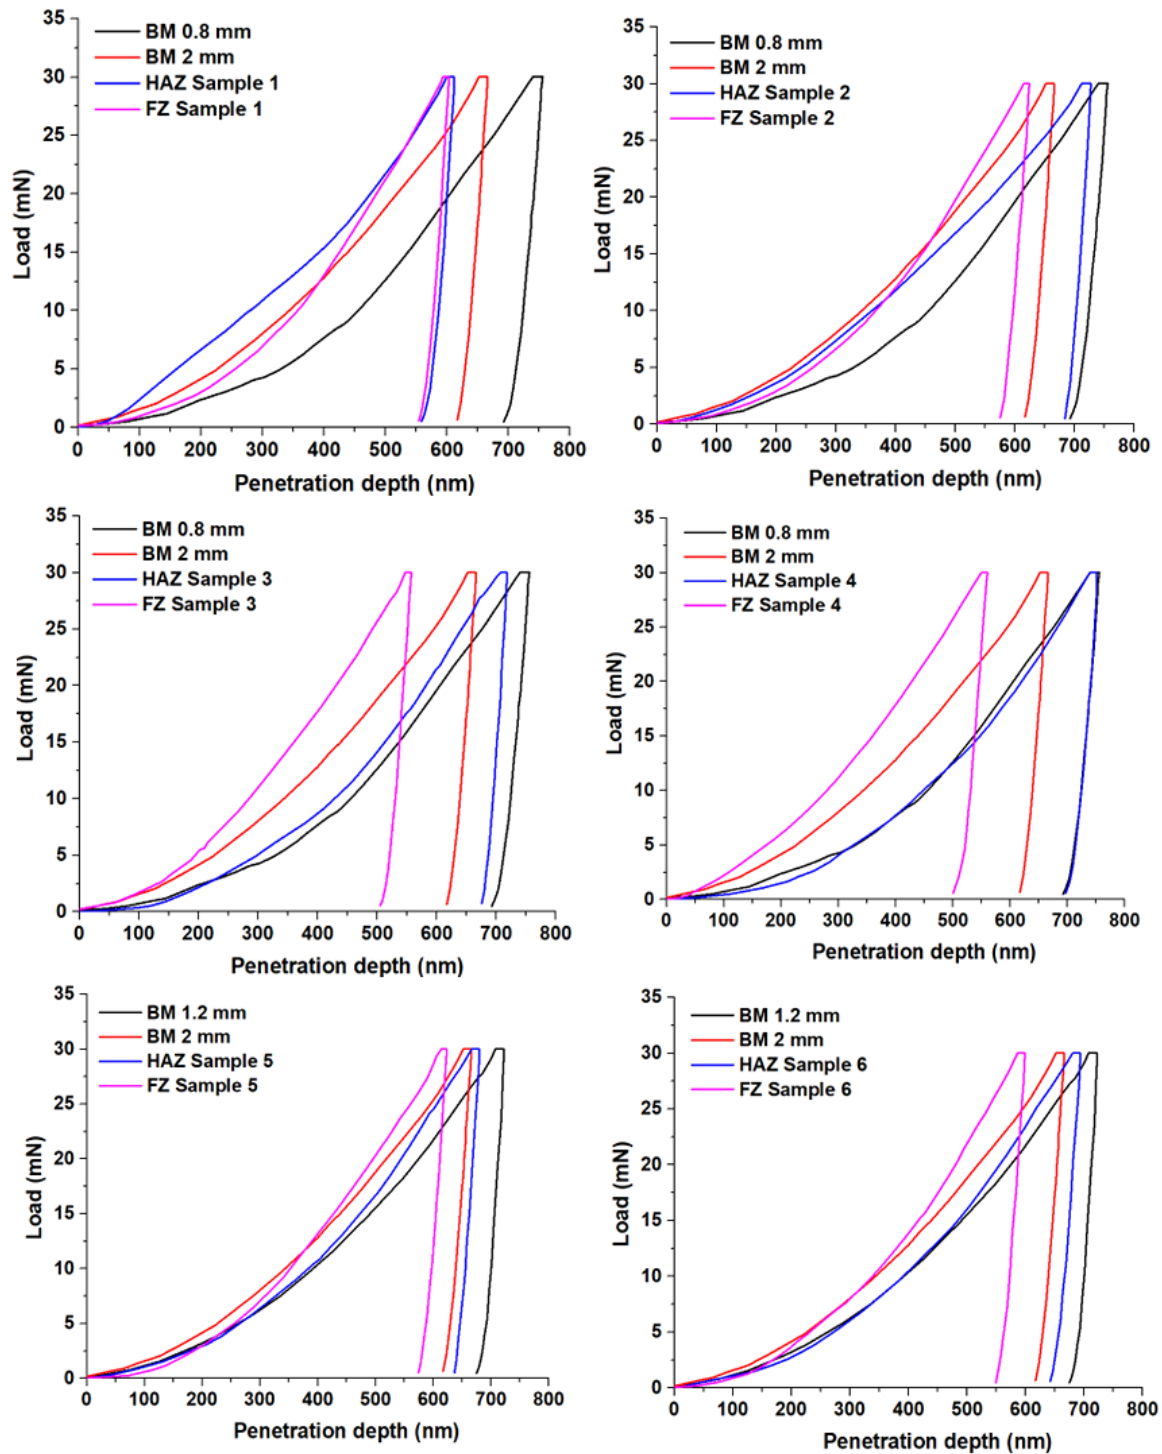 35
30
25
20
15
10
5
0
Load (mN)
BM 0.8 mm
BM 2 mm
HAZ Sample 1
FZ Sample 1
0 100 200 300 400 500 600 700 800
Penetration depth (nm)
35
30
25
20
15
10
5
0
Load (mN)
BM 0.8 mm
BM 2 mm
HAZ Sample 2
FZ Sample 2
0 100 200 300 400 500 600 700 800
Penetration depth (nm)
35
30
25
20
15
10
5
0
Load (mN)
BM 0.8 mm
BM 2 mm
HAZ Sample 3
FZ Sample 3
0 100 200 300 400 500 600 700 800
Penetration depth (nm)
35
30
25
20
15
10
5
0
Load (mN)
BM 0.8 mm
BM 2 mm
HAZ Sample 4
FZ Sample 4
0 100 200 300 400 500 600 700 800
Penetration depth (nm)
35
30
25
20
15
10
5
0
Load (mN)
BM 1.2 mm
BM 2 mm
HAZ Sample 5
FZ Sample 5
0 100 200 300 400 500 600 700 800
Penetration depth (nm)
35
30
25
20
15
10
5
0
Load (mN)
BM 1.2 mm
BM 2 mm
HAZ Sample 6
FZ Sample 6
0 100 200 300 400 500 600 700 800
Penetration depth (nm)